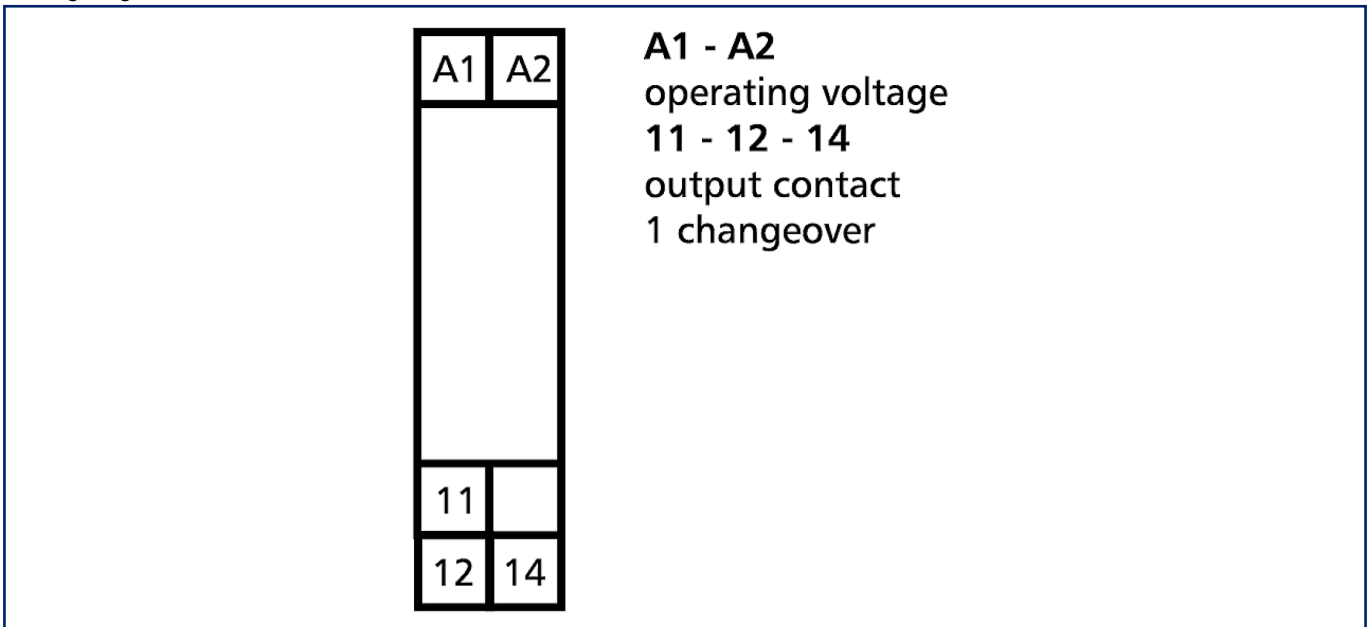 A1 A2
A1 - A2
operating voltage
11 - 12 - 14
output contact
1 changeover
11
12 14